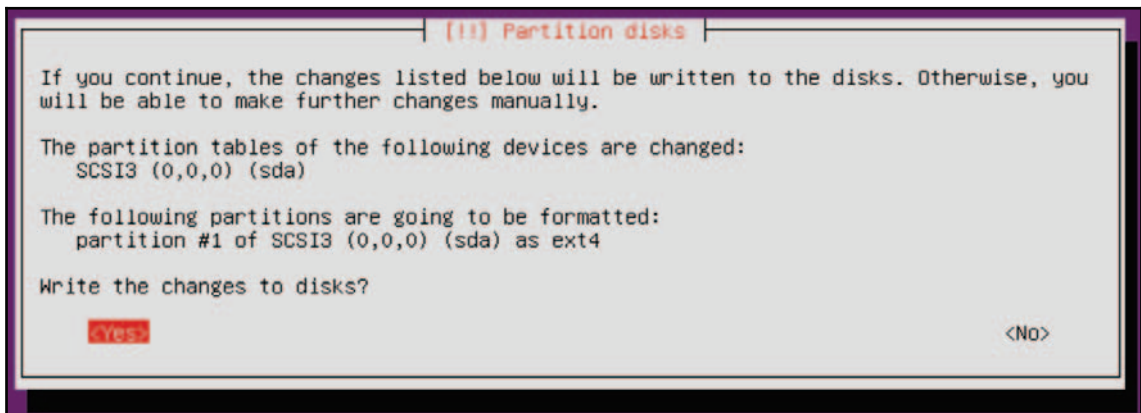 [!!] Partition disks
If you continue, the changes listed below will be written to the disks. Otherwise, you
will be able to make further changes manually.
The partition tables of the following devices are changed:
SCSI3 (0,0,0) (sda)
The following partitions are going to be formatted:
partition #1 of SCSI3 (0,0,0) (sda) as ext4
Write the changes to disks?
<Yes> <No>